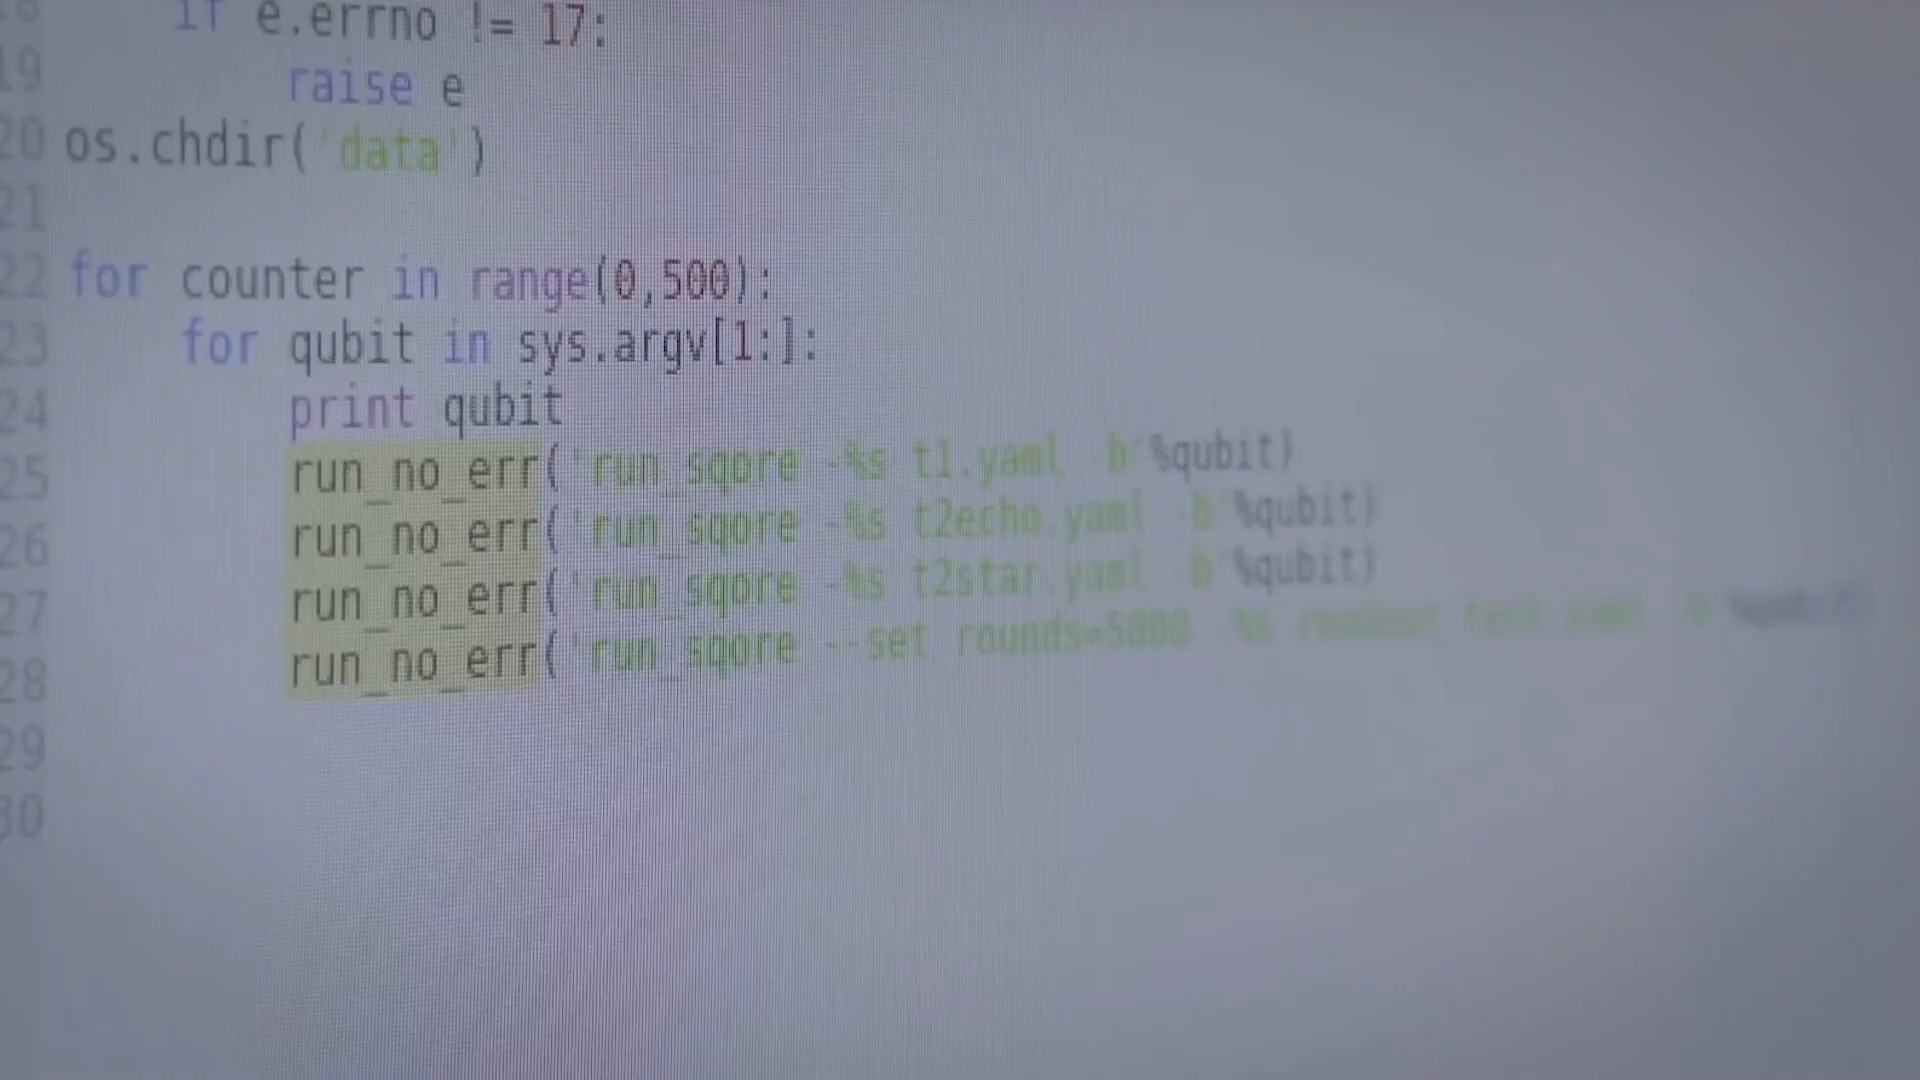 18 if e.errno != 17:
19 raise e
20 os.chdir('data')
21
22 for counter in range(0,500):
23 for qubit in sys.argv[1:]:
24 print qubit
25 run_no_err('run_sqore -%s t1.yaml -b'%qubit)
26 run_no_err('run_sqore -%s t2echo.yaml -b'%qubit)
27 run_no_err('run_sqore -%s t2star.yaml -b'%qubit)
28 run_no_err('run_sqore --set rounds=5000 -%s
29
30